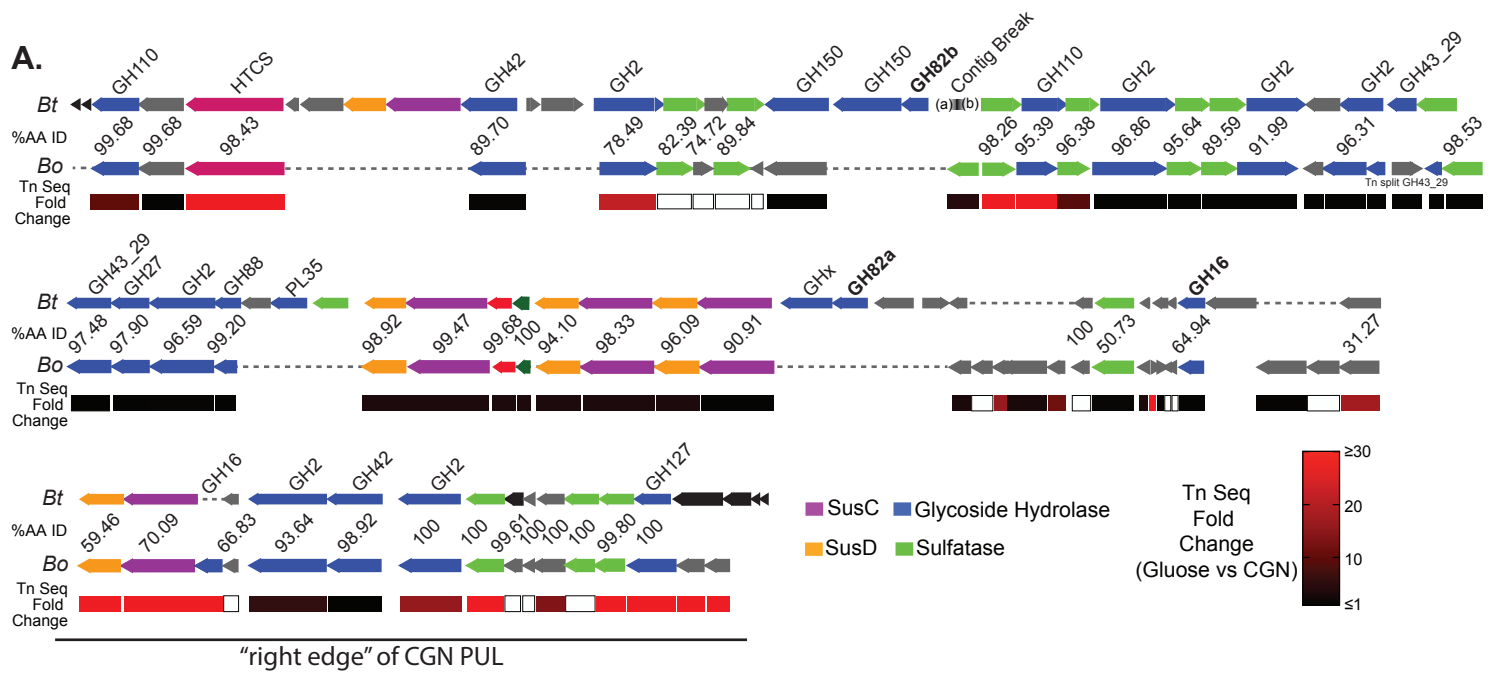 A.
GH110 HTCS GH42 GH2 GH150 GH150 GH82b Contig Break GH110 GH2 GH2 GH2 GH43_29
Bt (a) (b)
%AA ID 99.68 99.68 98.43 89.70 78.49 82.39 74.72 89.84 98.26 95.39 96.38 96.86 95.64 89.59 91.99 96.31 98.53
Bo
Tn split GH43_29
Tn Seq
Fold
Change
GH43_29 GH27 GH2 GH88 PL35 GHx GH82a GH16
Bt
%AA ID 97.48 97.90 96.59 99.20 98.92 99.47 99.68 100 94.10 98.33 96.09 90.91 100 50.73 64.94 31.27
Bo
Tn Seq
Fold
Change
GH16 GH2 GH42 GH2 GH127
Bt
%AA ID 59.46 70.09 66.83 93.64 98.92 100 100 99.61 100 100 100 99.80 100
Bo
Tn Seq
Fold
Change
"right edge" of CGN PUL
SusC Glycoside Hydrolase
SusD Sulfatase
Tn Seq
Fold
Change
(Gluose vs CGN)
≥30
20
10
≤1